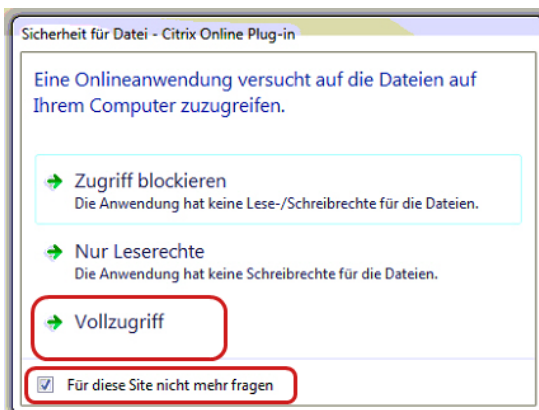 Sicherheit für Datei - Citrix Online Plug-in
Eine Onlineanwendung versucht auf die Dateien auf
Ihrem Computer zuzugreifen.
Zugriff blockieren
Die Anwendung hat keine Lese-/Schreibrechte für die Dateien.
Nur Leserechte
Die Anwendung hat keine Schreibrechte für die Dateien.
Vollzugriff
Für diese Site nicht mehr fragen